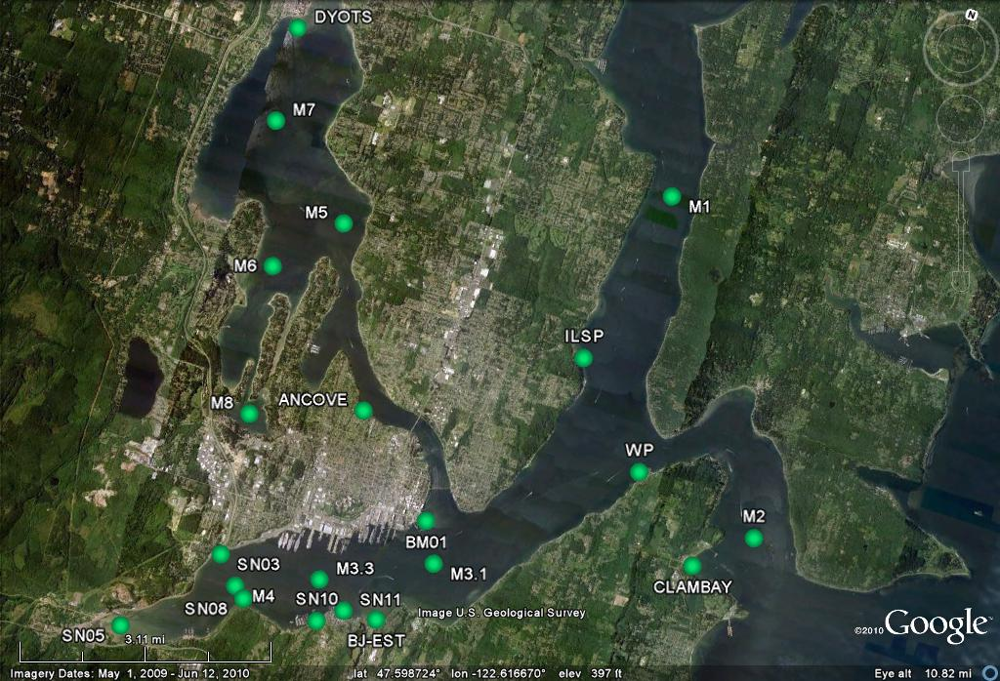 N
DYOTS
M7
M5
M1
M6
ILSP
M8
ANCOVE
WP
M2
BM01
SN03
M3.3
M3.1
CLAMBAY
SN08
M4
SN10
SN11
Image U.S. Geological Survey
SN05
3.11 mi
BJ-EST
©2010 Google™
Imagery Dates: May 1, 2009 - Jun 12, 2010
lat 47.598724° lon -122.616670° elev 397 ft
Eye alt 10.82 mi